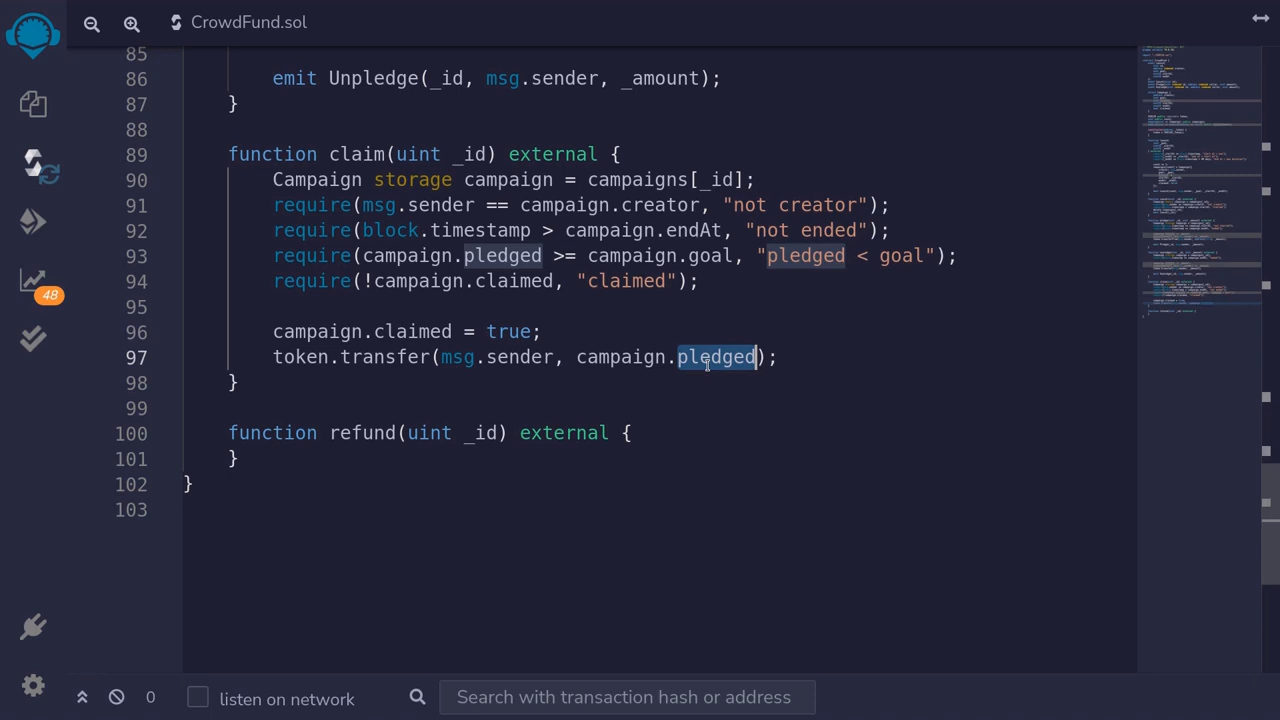 CrowdFund.sol
85
86 emit Unpledge(_id, msg.sender, _amount);
87 }
88
89 function claim(uint _id) external {
90 Campaign storage campaign = campaigns[_id];
91 require(msg.sender == campaign.creator, "not creator");
92 require(block.timestamp > campaign.endAt, "not ended");
93 require(campaign.pledged >= campaign.goal, "pledged < goal");
94 require(!campaign.claimed, "claimed");
95
96 campaign.claimed = true;
97 token.transfer(msg.sender, campaign.pledged);
98 }
99
100 function refund(uint _id) external {
101 }
102 }
103
48
0 listen on network Search with transaction hash or address